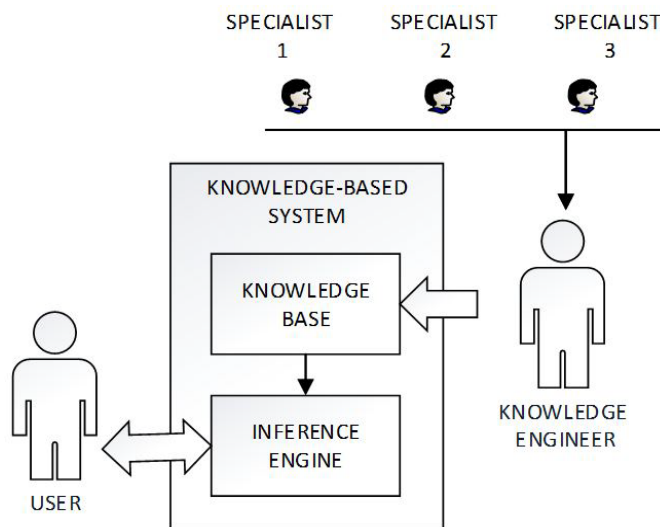 SPECIALIST
1
SPECIALIST
2
SPECIALIST
3
KNOWLEDGE-BASED
SYSTEM
KNOWLEDGE
BASE
INFERENCE
ENGINE
KNOWLEDGE
ENGINEER
USER